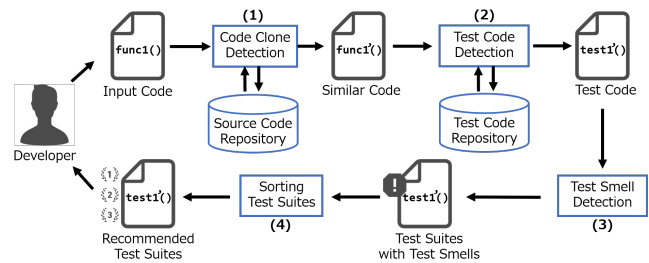 (1)
Code Clone
Detection
(2)
Test Code
Detection
func1()
func1’()
test1’()
Input Code
Similar Code
Test Code
Source Code
Repository
Test Code
Repository
Developer
1
2
3
test1’()
Recommended
Test Suites
Sorting
Test Suites
(4)
!
test1’()
Test Suites
with Test Smells
Test Smell
Detection
(3)